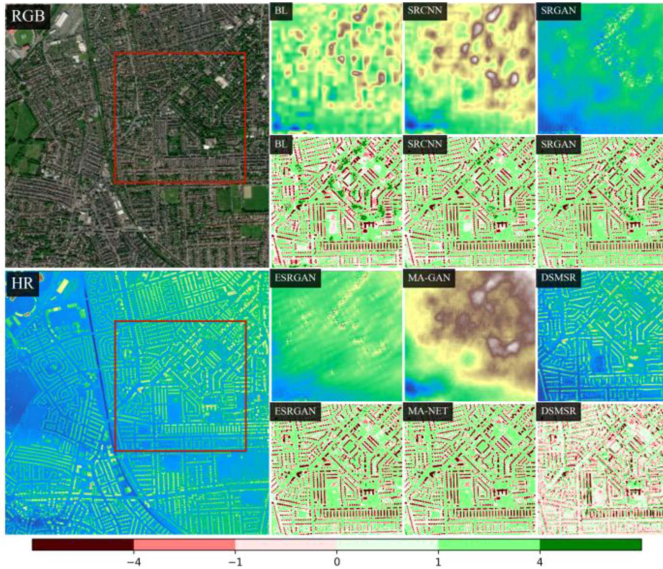 RGB
BL SRCNN SRGAN
BL SRCNN SRGAN
HR
ESRGAN MA-GAN DSMSR
ESRGAN MA-NET DSMSR
−4 −1 0 1 4